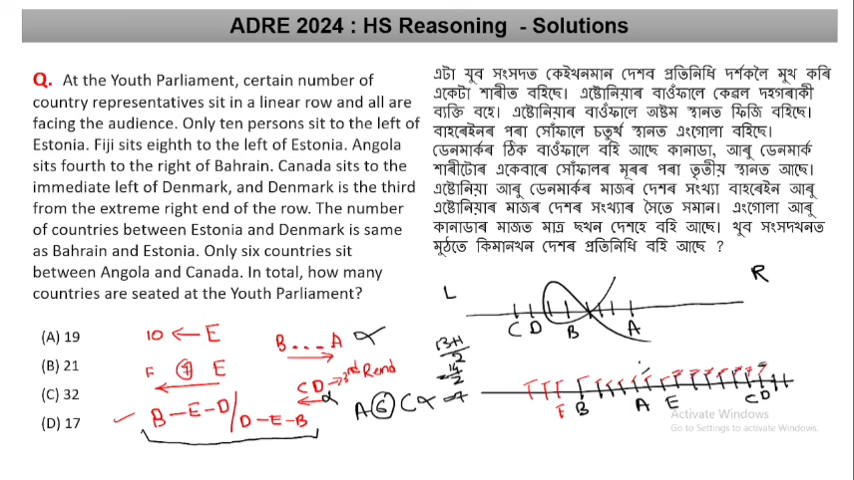 ADRE 2024 : HS Reasoning - Solutions
Q. At the Youth Parliament, certain number of
country representatives sit in a linear row and all are
facing the audience. Only ten persons sit to the left of
Estonia. Fiji sits eighth to the left of Estonia. Angola
sits fourth to the right of Bahrain. Canada sits to the
immediate left of Denmark, and Denmark is the third
from the extreme right end of the row. The number
of countries between Estonia and Denmark is same
as Bahrain and Estonia. Only six countries sit
between Angola and Canada. In total, how many
countries are seated at the Youth Parliament?
(A) 19
(B) 21
(C) 32
(D) 17
এটা যুব সংসদত কেইখনমান দেশৰ প্ৰতিনিধি দৰ্শকলৈ মুখ কৰি
একেটা শাৰীত বহিছে। এষ্টোনিয়াৰ বাওঁফালে কেৱল দহগৰাকী
ব্যক্তি বহে। এষ্টোনিয়াৰ বাওঁফালে অষ্টম স্থানত ফিজি বহিছে।
বাহৰেইনৰ পৰা সোঁফালে চতুৰ্থ স্থানত এংগোলা বহিছে।
ডেনমাৰ্কৰ ঠিক বাওঁফালে বহি আছে কানাডা, আৰু ডেনমাৰ্ক
শাৰীটোৰ একেবাৰে সোঁফালৰ মূৰৰ পৰা তৃতীয় স্থানত আছে।
এষ্টোনিয়া আৰু ডেনমাৰ্কৰ মাজৰ দেশৰ সংখ্যা বাহৰেইন আৰু
এষ্টোনিয়াৰ মাজৰ দেশৰ সংখ্যাৰ সৈতে সমান। এংগোলা আৰু
কানাডাৰ মাজত মাত্ৰ ছখন দেশহে বহি আছে। থুব সংসদখনত
মুঠতে কিমানখন দেশৰ প্ৰতিনিধি বহি আছে ?
10 ← E
F 7 E
B – E – D / D – E – B
B . . . A
CD → 3rd Rend
A 6 C
L R
C D B A
13+1
2
14
2
= 7
F B A E C D
Activate Windows
Go to Settings to activate Windows.